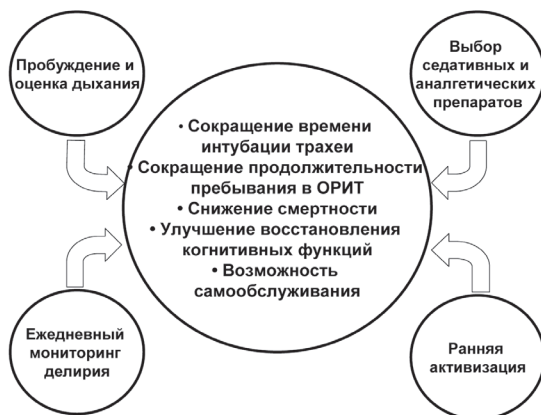 Пробуждение и
оценка дыхания
Выбор
седативных и
аналгетических
препаратов
• Сокращение времени
интубации трахеи
• Сокращение продолжительности
пребывания в ОРИТ
• Снижение смертности
• Улучшение восстановления
когнитивных функций
• Возможность
самообслуживания
Ежедневный
мониторинг
делирия
Ранняя
активизация